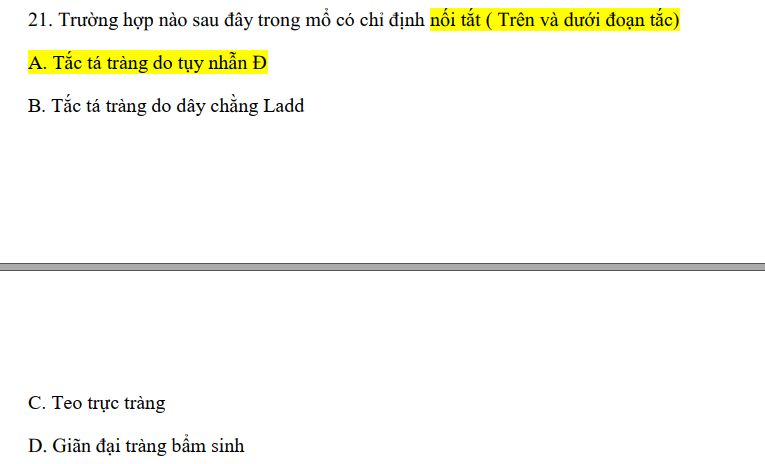 21. Trường hợp nào sau đây trong mổ có chỉ định nối tắt ( Trên và dưới đoạn tắc)
A. Tắc tá tràng do tụy nhẫn Đ
B. Tắc tá tràng do dây chằng Ladd
C. Teo trực tràng
D. Giãn đại tràng bẩm sinh